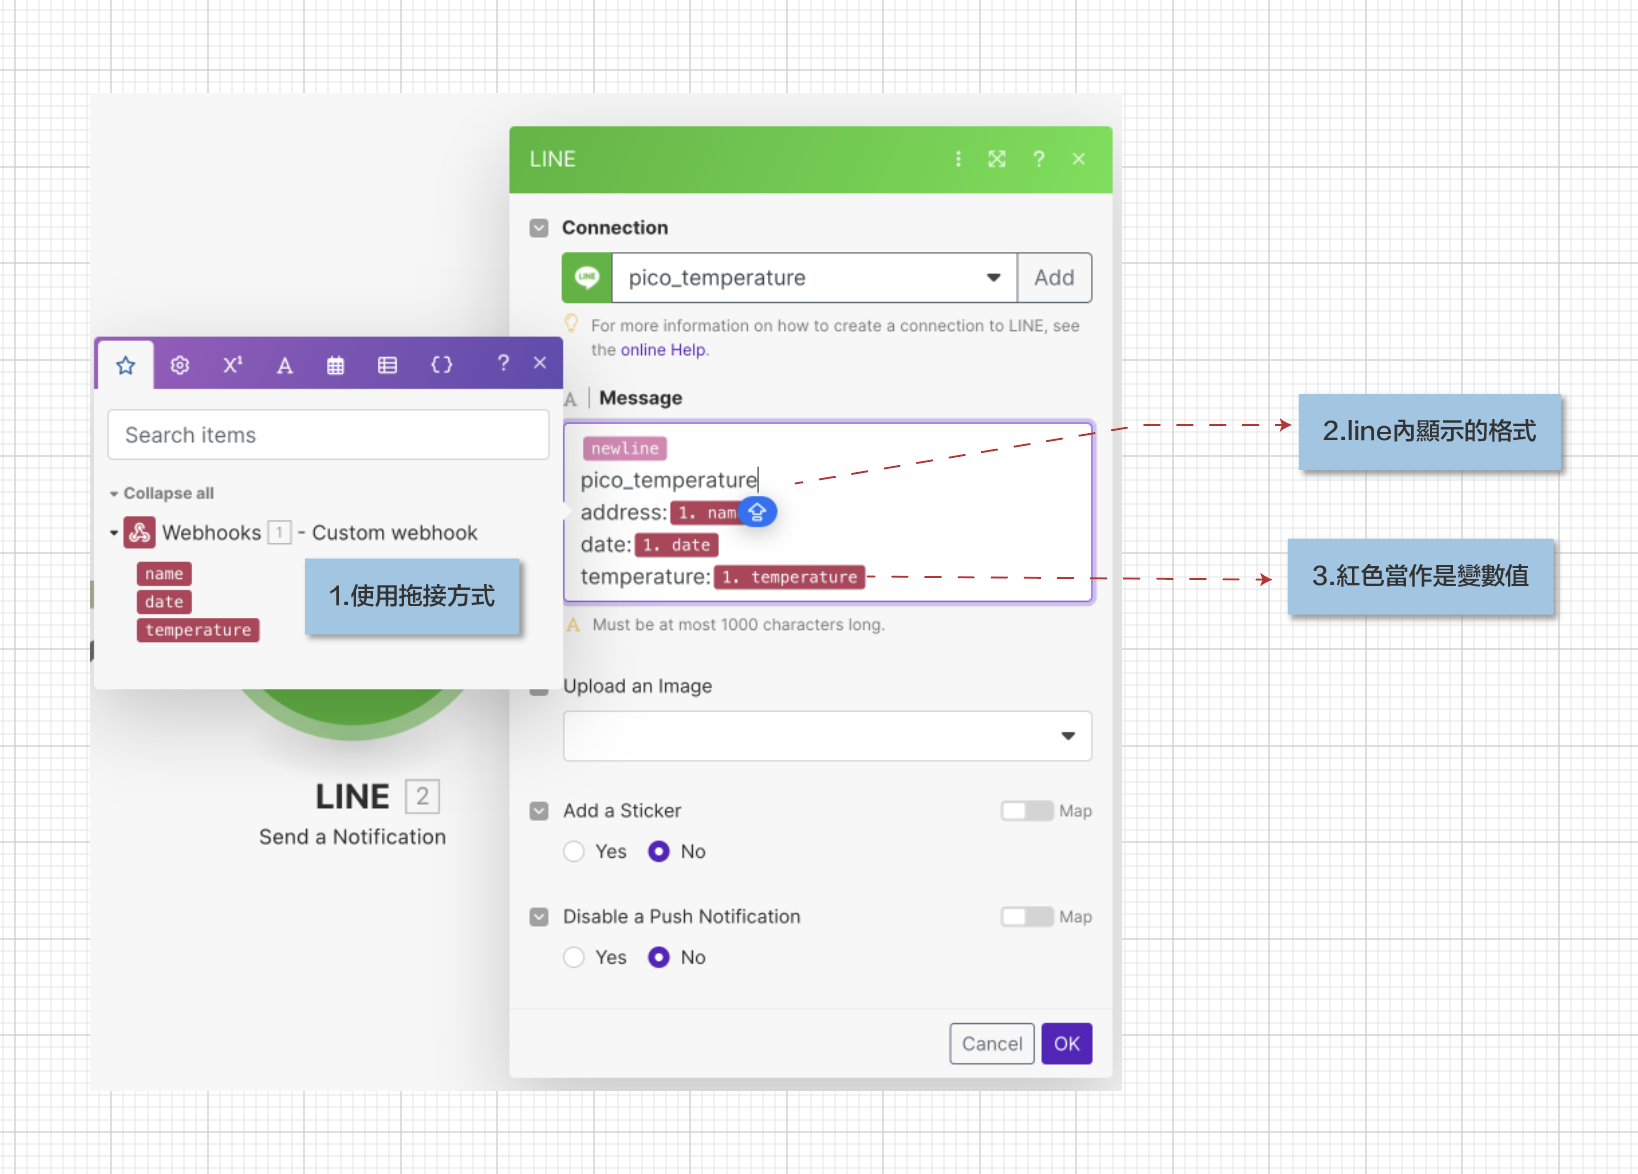 LINE
?
Connection
LINE
pico_temperature
Add
For more information on how to create a connection to LINE, see
the online Help.
X¹
A
{}
?
Search items
Collapse all
Webhooks 1 - Custom webhook
name
date
temperature
1.使用拖接方式
A
Message
newline
pico_temperature
address: 1. nam
date: 1. date
temperature: 1. temperature
A Must be at most 1000 characters long.
2.line內顯示的格式
3.紅色當作是變數值
Upload an Image
LINE 2
Send a Notification
Add a Sticker
Map
Yes
No
Disable a Push Notification
Map
Yes
No
Cancel
OK